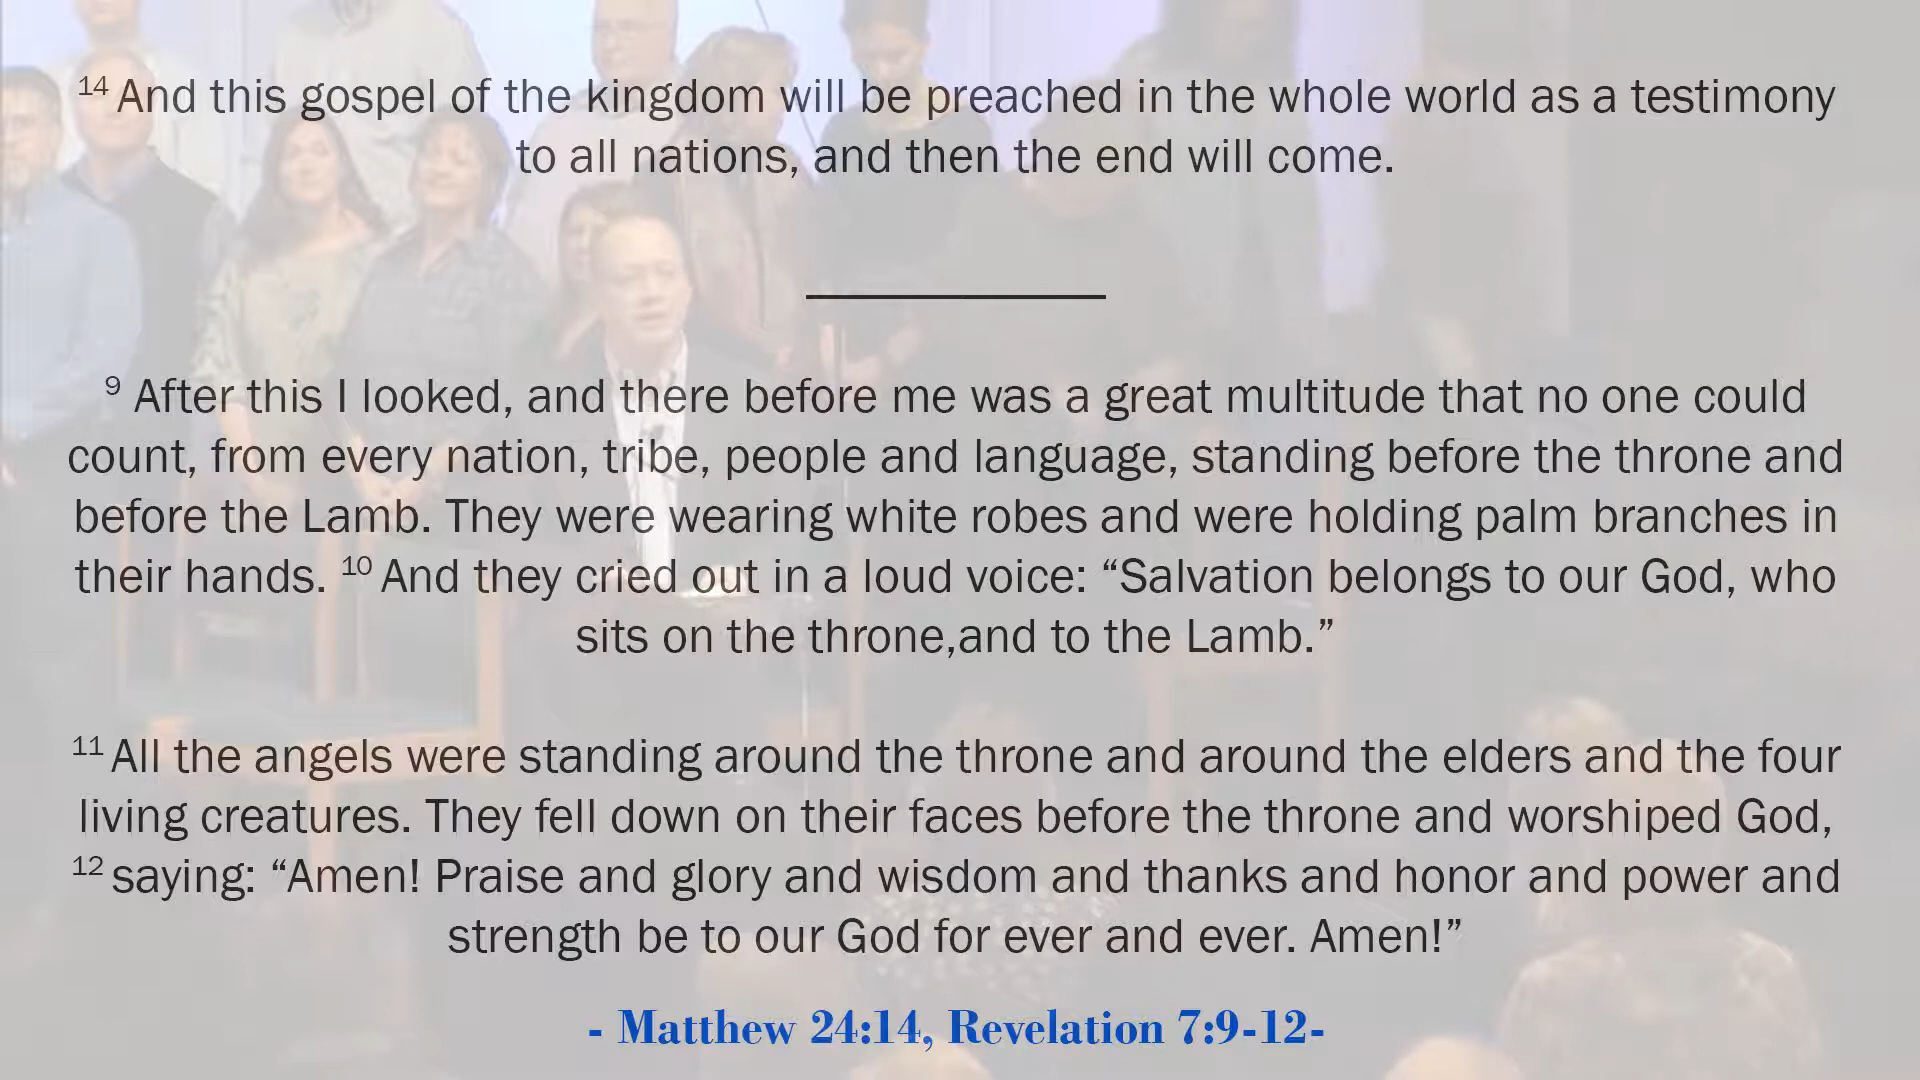 14 And this gospel of the kingdom will be preached in the whole world as a testimony
to all nations, and then the end will come.
9 After this I looked, and there before me was a great multitude that no one could
count, from every nation, tribe, people and language, standing before the throne and
before the Lamb. They were wearing white robes and were holding palm branches in
their hands. 10 And they cried out in a loud voice: “Salvation belongs to our God, who
sits on the throne,and to the Lamb.”
11 All the angels were standing around the throne and around the elders and the four
living creatures. They fell down on their faces before the throne and worshiped God,
12 saying: “Amen! Praise and glory and wisdom and thanks and honor and power and
strength be to our God for ever and ever. Amen!”
- Matthew 24:14, Revelation 7:9-12-